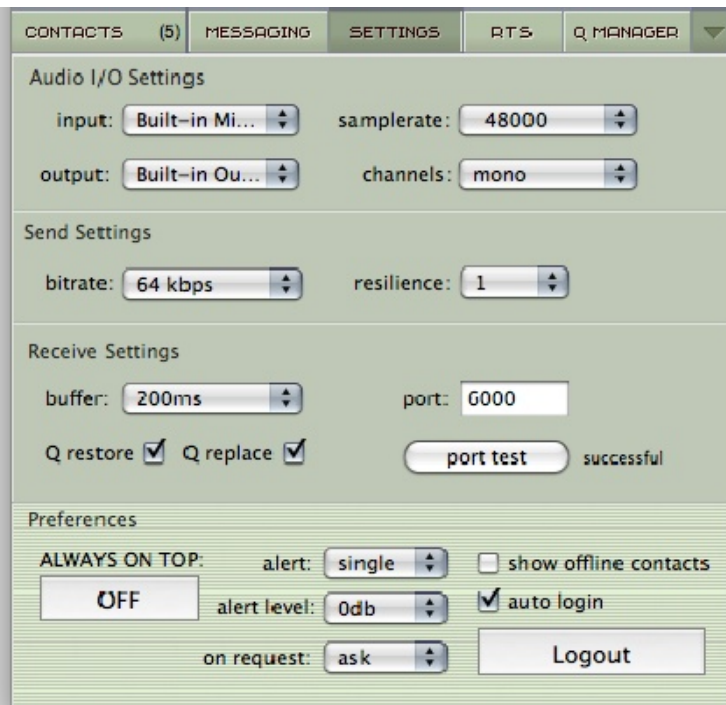 CONTACTS (5) MESSAGING SETTINGS RTS Q MANAGER
Audio I/O Settings
input: Built-in Mi... samplerate: 48000
output: Built-in Ou... channels: mono
Send Settings
bitrate: 64 kbps resilience: 1
Receive Settings
buffer: 200ms port: 6000
Q restore Q replace port test successful
Preferences
ALWAYS ON TOP: alert: single show offline contacts
OFF alert level: 0db auto login
on request: ask Logout